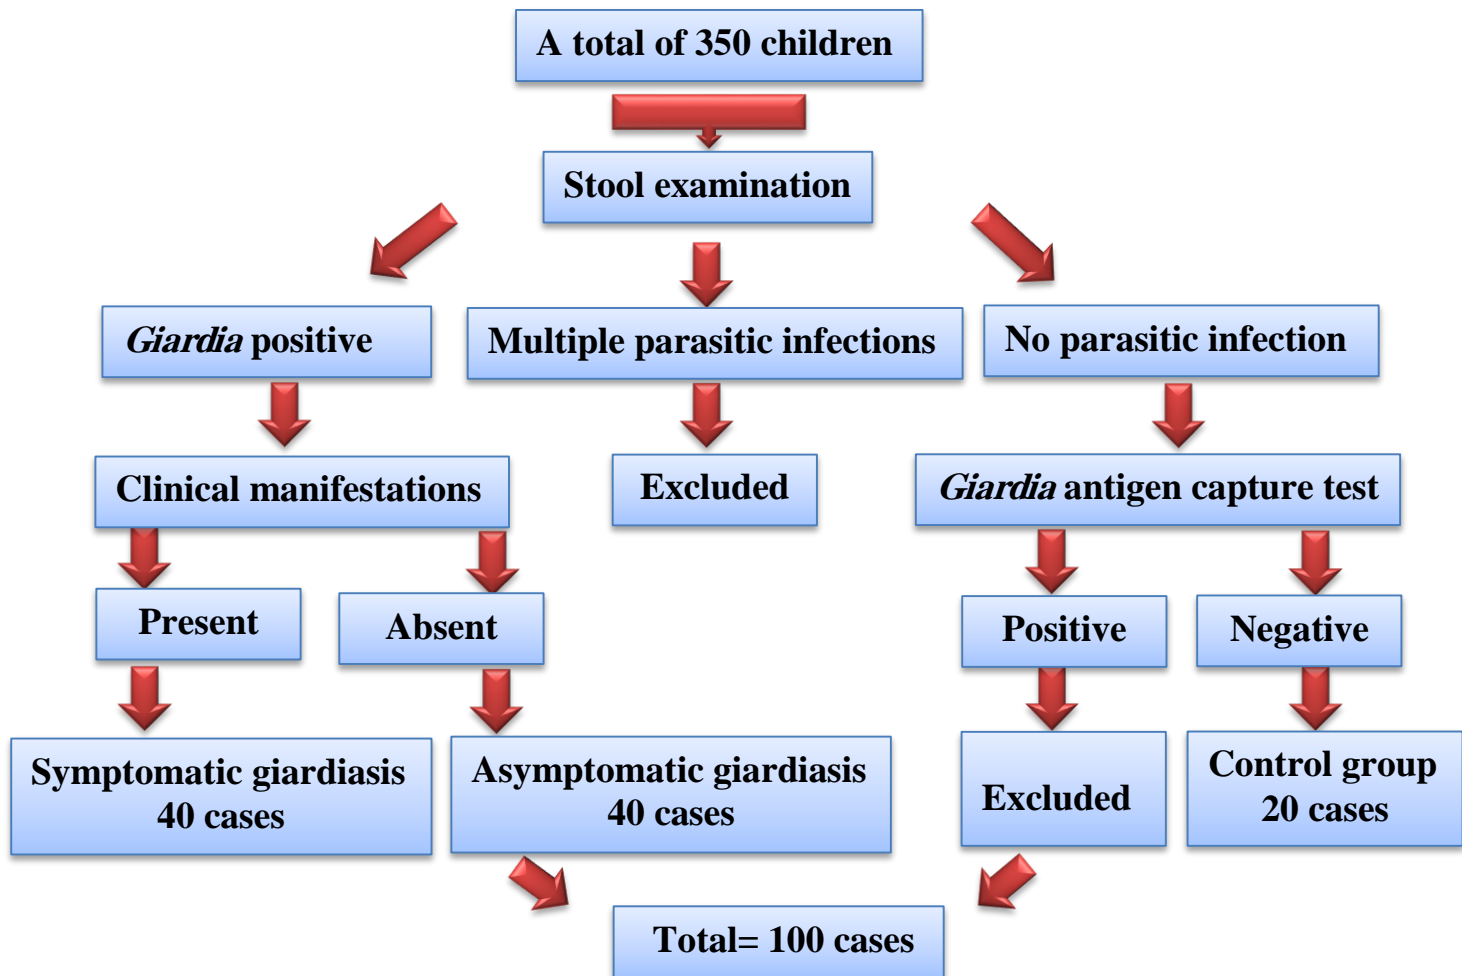 A total of 350 children
Stool examination
Giardia positive
Multiple parasitic infections
No parasitic infection
Clinical manifestations
Excluded
Giardia antigen capture test
Present
Absent
Positive
Negative
Symptomatic giardiasis
40 cases
Asymptomatic giardiasis
40 cases
Excluded
Control group
20 cases
Total= 100 cases